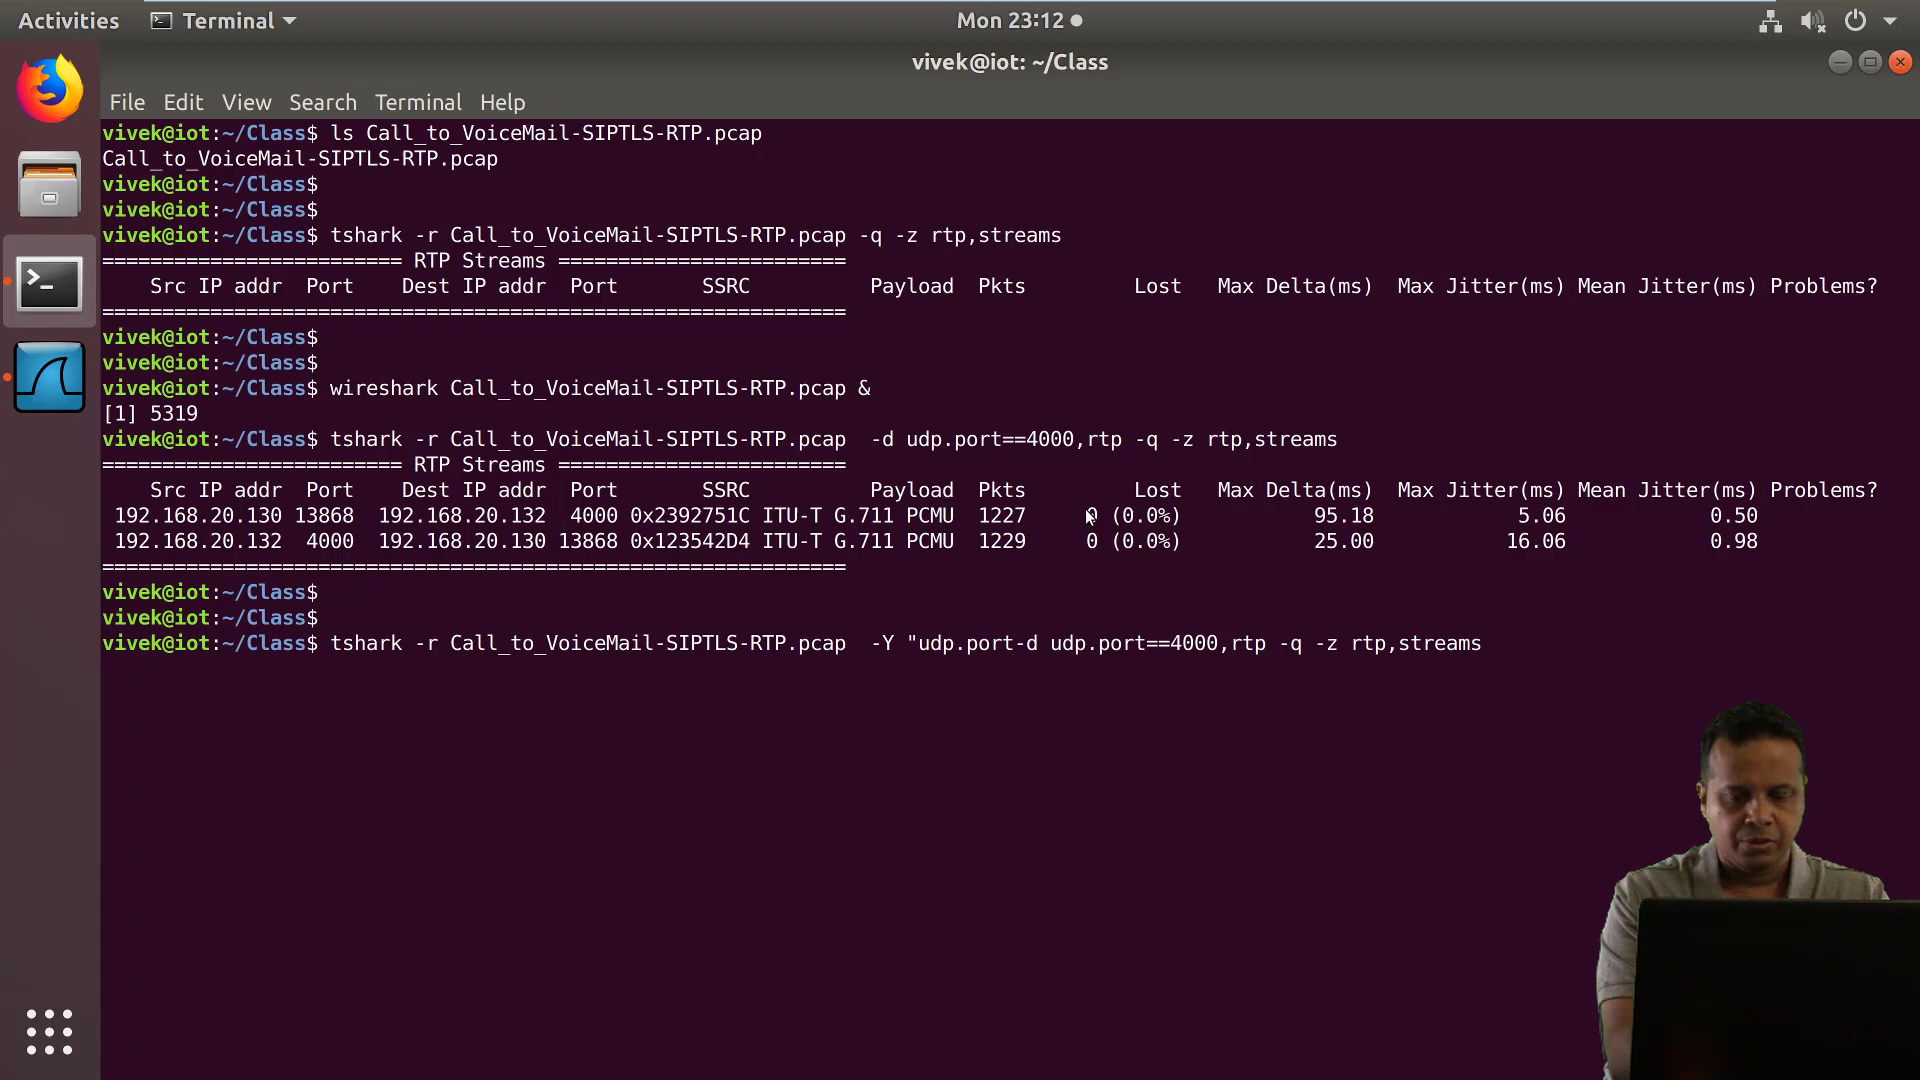 Activities Terminal Mon 23:12
vivek@iot: ~/Class
File Edit View Search Terminal Help
vivek@iot:~/Class$ ls Call_to_VoiceMail-SIPTLS-RTP.pcap
Call_to_VoiceMail-SIPTLS-RTP.pcap
vivek@iot:~/Class$
vivek@iot:~/Class$
vivek@iot:~/Class$ tshark -r Call_to_VoiceMail-SIPTLS-RTP.pcap -q -z rtp,streams
========================= RTP Streams ========================
Src IP addr Port Dest IP addr Port SSRC Payload Pkts Lost Max Delta(ms) Max Jitter(ms) Mean Jitter(ms) Problems?
==============================================================
vivek@iot:~/Class$
vivek@iot:~/Class$
vivek@iot:~/Class$ wireshark Call_to_VoiceMail-SIPTLS-RTP.pcap &
[1] 5319
vivek@iot:~/Class$ tshark -r Call_to_VoiceMail-SIPTLS-RTP.pcap -d udp.port==4000,rtp -q -z rtp,streams
========================= RTP Streams ========================
Src IP addr Port Dest IP addr Port SSRC Payload Pkts Lost Max Delta(ms) Max Jitter(ms) Mean Jitter(ms) Problems?
192.168.20.130 13868 192.168.20.132 4000 0x2392751C ITU-T G.711 PCMU 1227 0 (0.0%) 95.18 5.06 0.50
192.168.20.132 4000 192.168.20.130 13868 0x123542D4 ITU-T G.711 PCMU 1229 0 (0.0%) 25.00 16.06 0.98
==============================================================
vivek@iot:~/Class$
vivek@iot:~/Class$
vivek@iot:~/Class$ tshark -r Call_to_VoiceMail-SIPTLS-RTP.pcap -Y "udp.port-d udp.port==4000,rtp -q -z rtp,streams